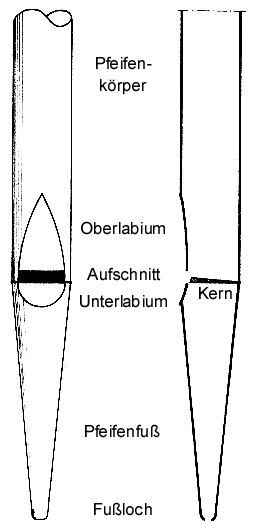 Pfeifen-
körper
Oberlabium
Aufschnitt
Unterlabium
Kern
Pfeifenfuß
Fußloch